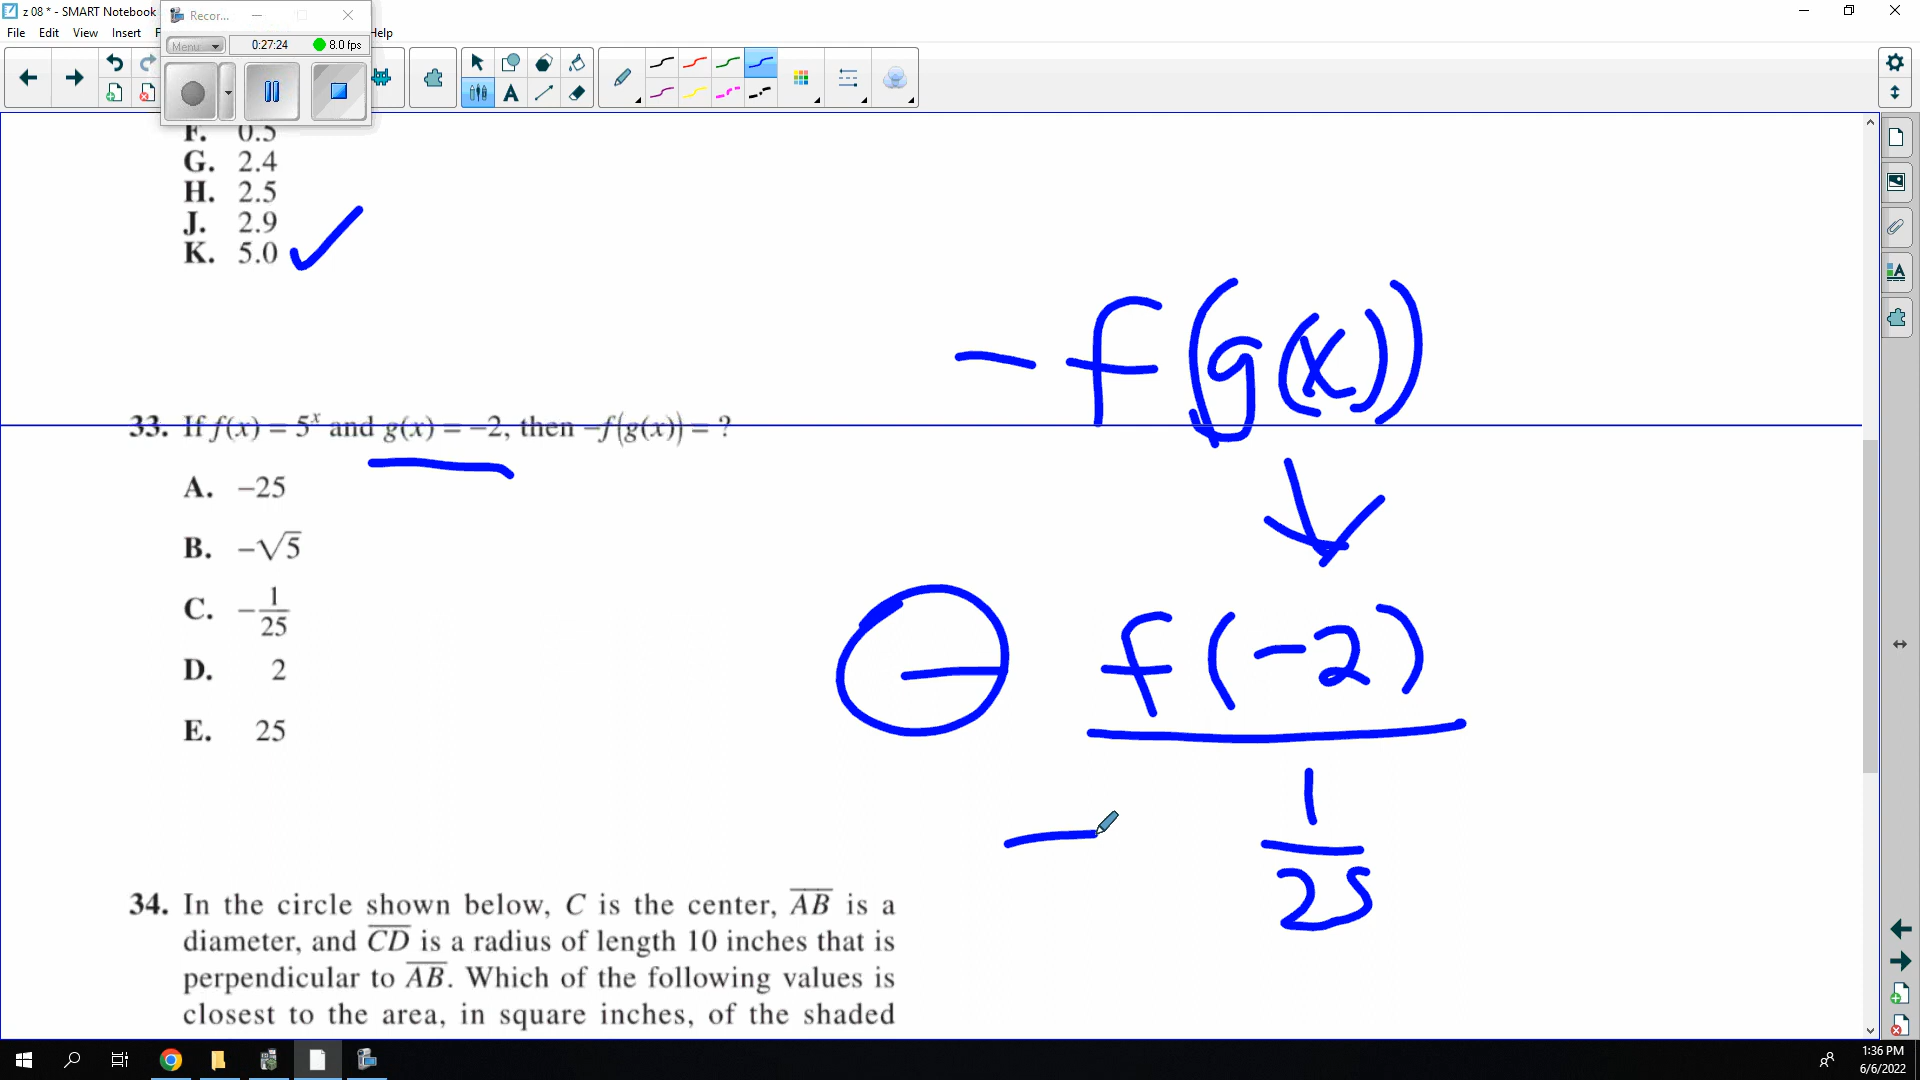 z 08 * - SMART Notebook
Recor...
File Edit View Insert
elp
Menu
0:27:24
8.0 fps
A
F. 0.5
G. 2.4
H. 2.5
J. 2.9
K. 5.0
- f(g(x))
33. If f(x) = 5ˣ and g(x) = –2, then –f(g(x)) = ?
A. –25
B. –√5
C. –1/25
D. 2
E. 25
f(-2)
1
25
34. In the circle shown below, C is the center, AB is a
diameter, and CD is a radius of length 10 inches that is
perpendicular to AB. Which of the following values is
closest to the area, in square inches, of the shaded
1:36 PM
6/6/2022